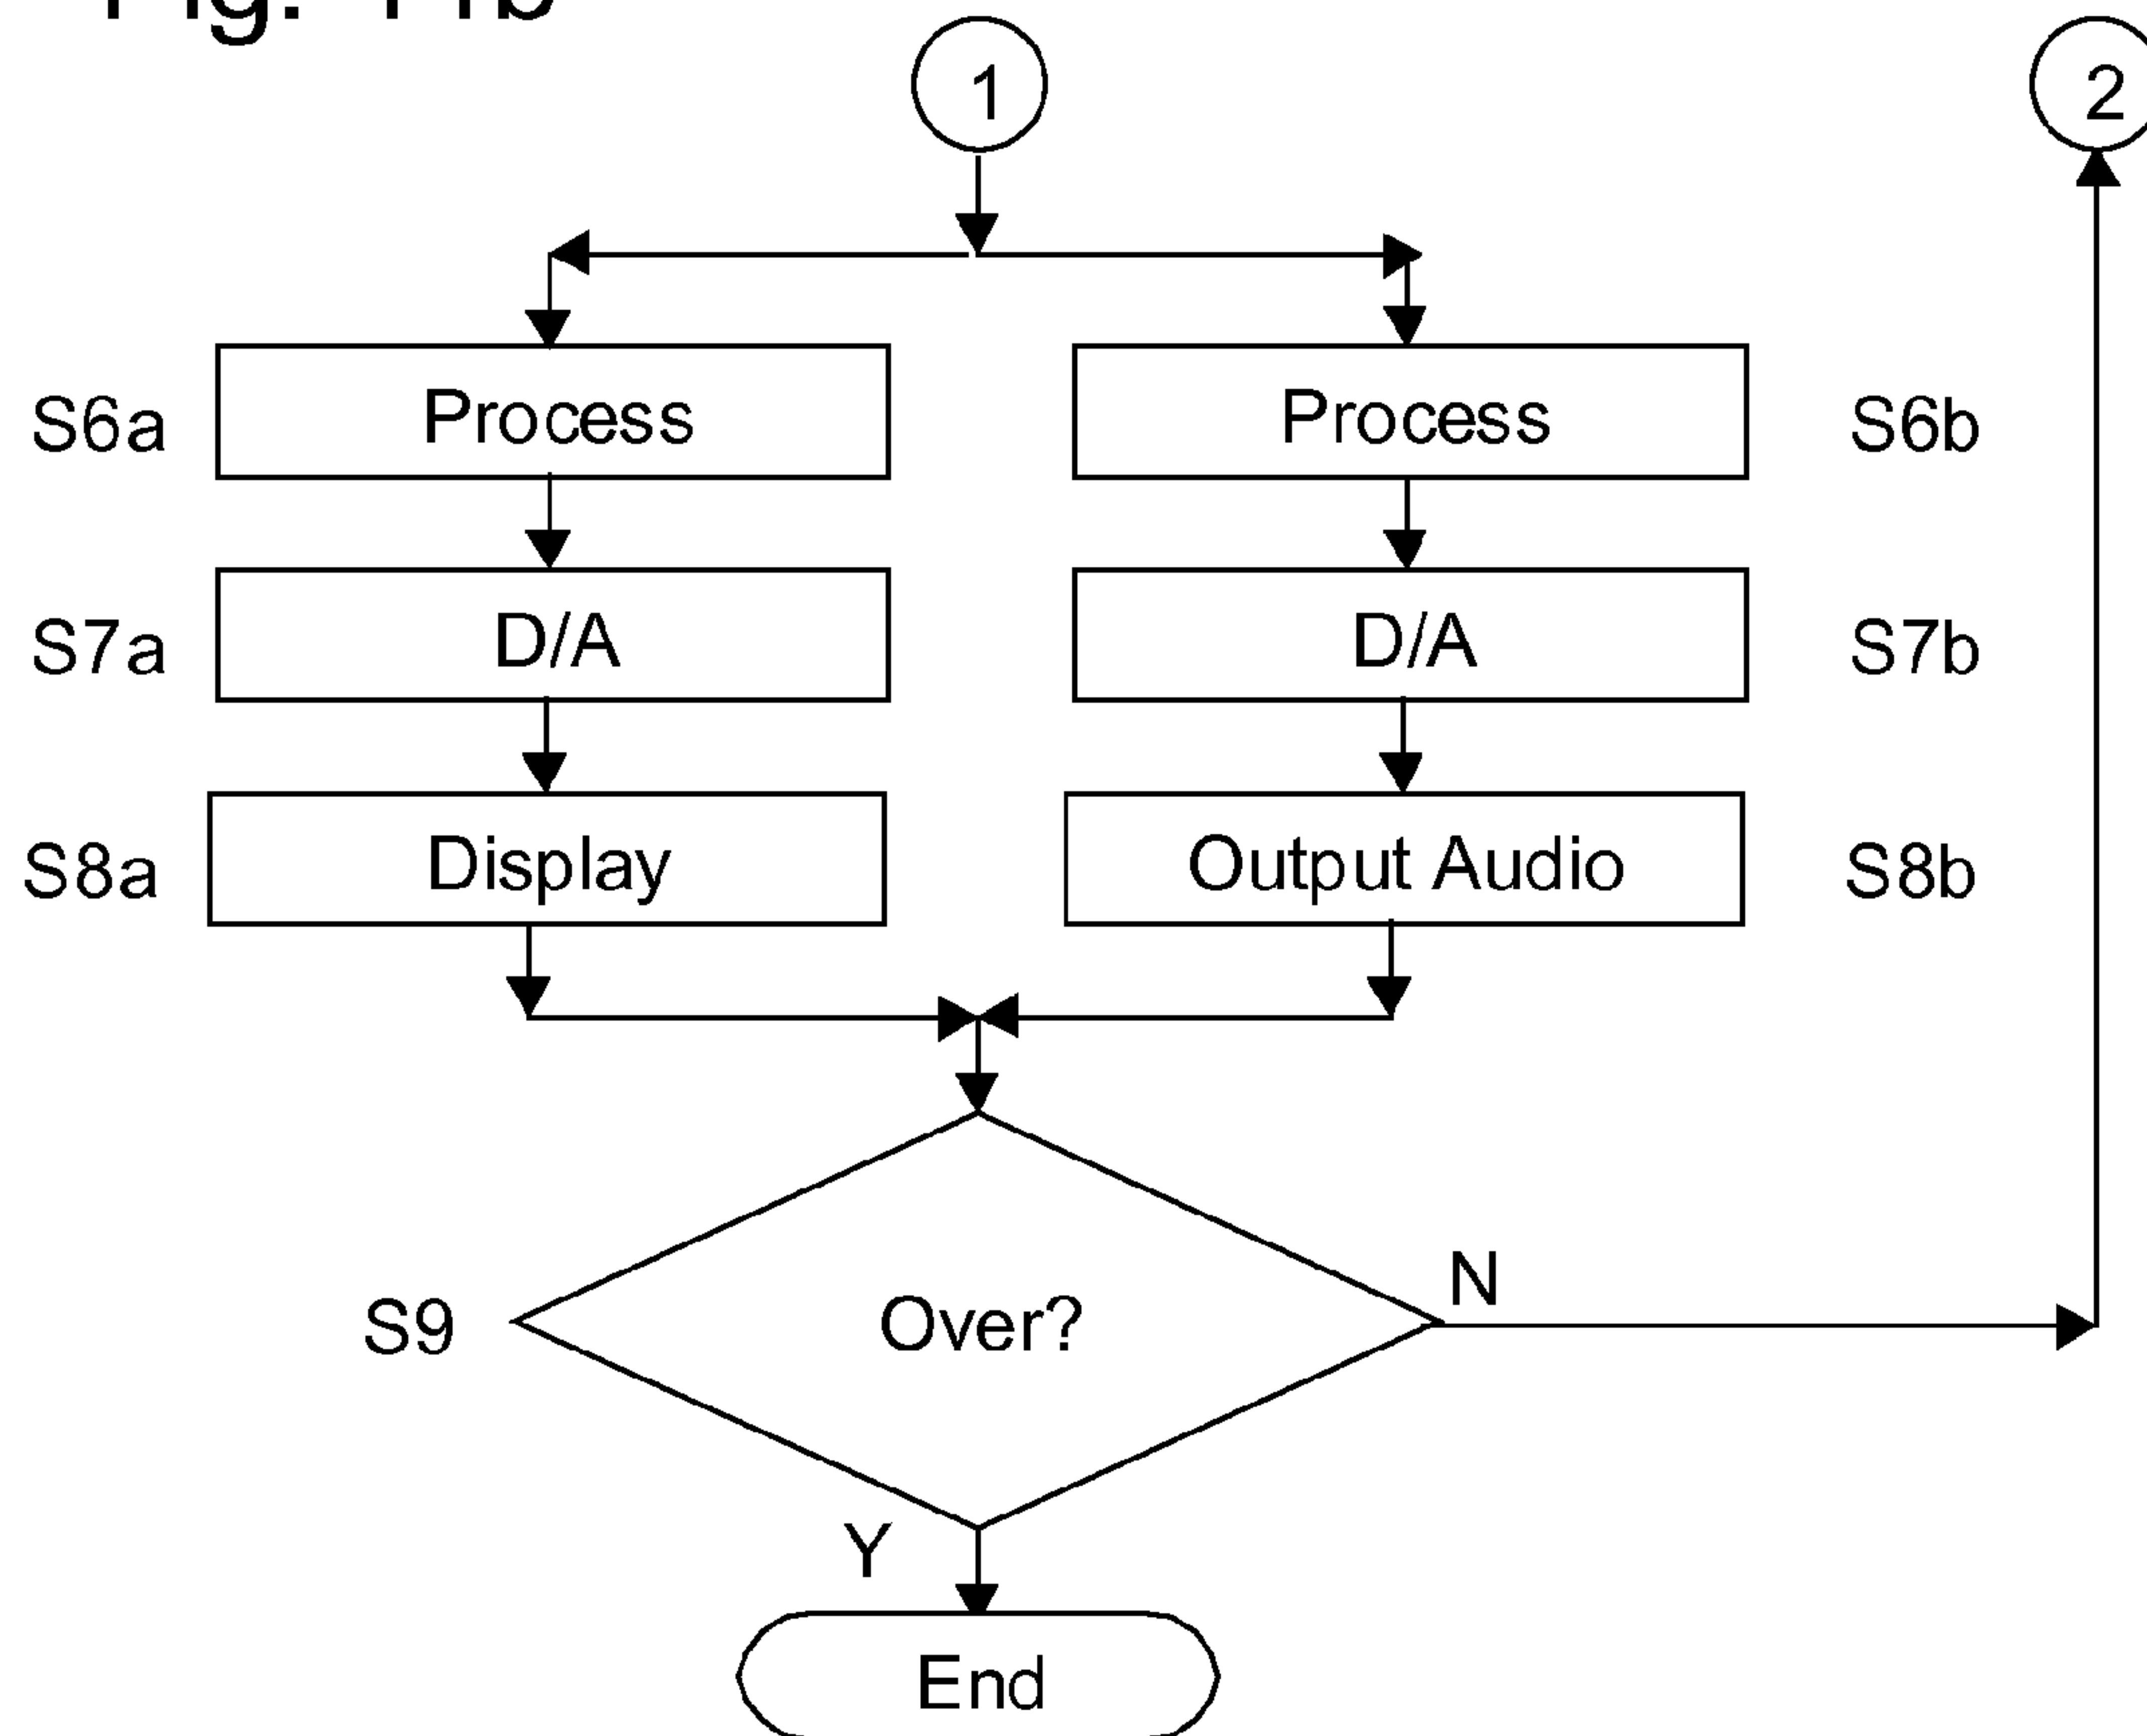 1
2
S6a
Process
Process
S6b
S7a
D/A
D/A
S7b
S8a
Display
Output Audio
S8b
S9
Over?
N
Y
End